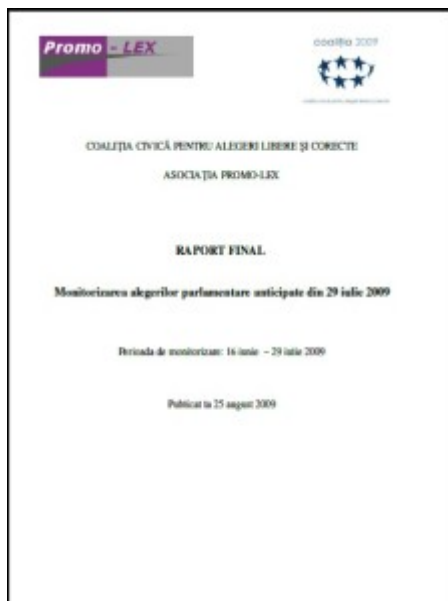 Promo - LEX
coaliția 2009
COALIȚIA CIVICĂ PENTRU ALEGERI LIBERE ȘI CORECTE
ASOCIAȚIA PROMO-LEX
RAPORT FINAL
Monitorizarea alegerilor parlamentare anticipate din 29 iulie 2009
Perioada de monitorizare: 16 iunie – 29 iulie 2009
Publicat la 25 august 2009